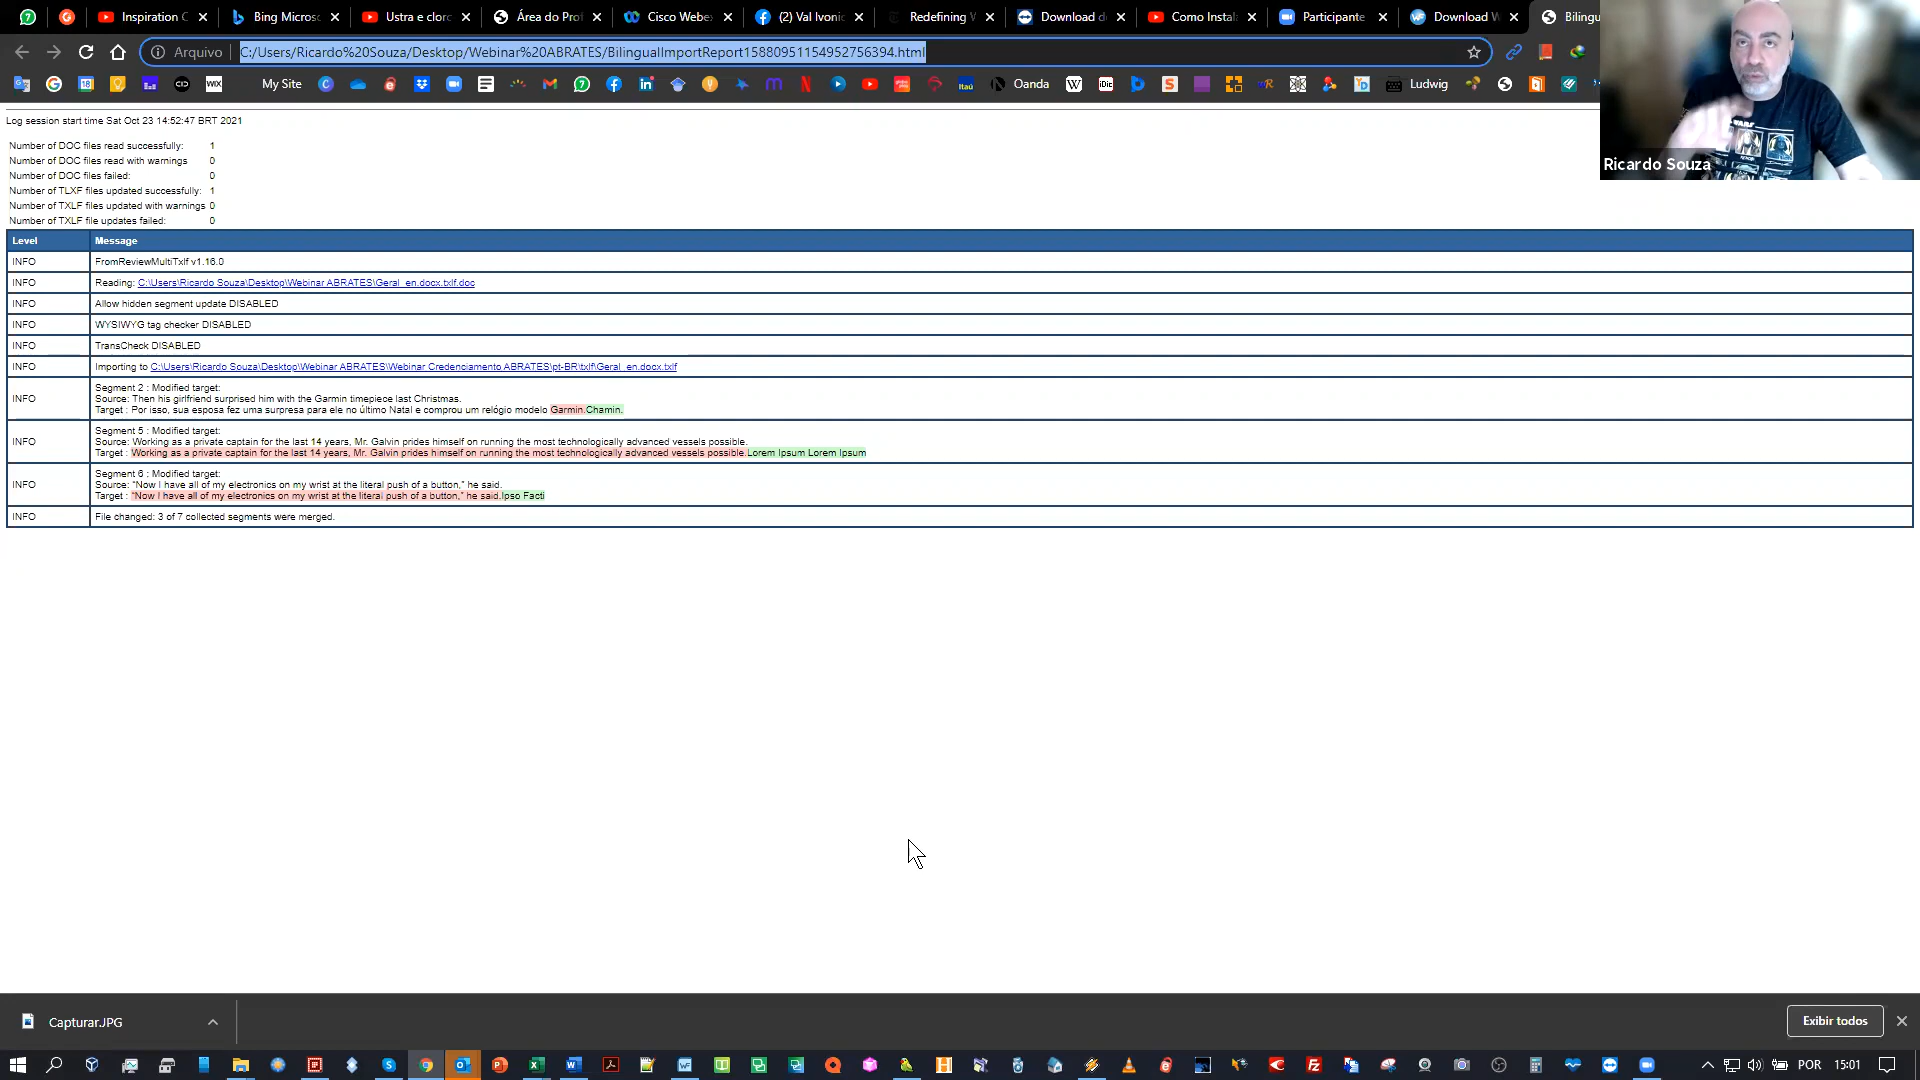 Inspiration C
Bing Microsc
Ustra e cloro
Área do Prof
Cisco Webex
(2) Val Ivonic
Redefining V
Download de
Como Instala
Participante
Download W
Bilingu
Arquivo
C:/Users/Ricardo%20Souza/Desktop/Webinar%20ABRATES/BilingualImportReport15880951154952756394.html
My Site
Oanda
Ludwig
Log session start time Sat Oct 23 14:52:47 BRT 2021
Number of DOC files read successfully: 1
Number of DOC files read with warnings 0
Number of DOC files failed: 0
Number of TLXF files updated successfully: 1
Number of TXLF files updated with warnings 0
Number of TXLF file updates failed: 0
Ricardo Souza
Level Message
INFO FromReviewMultiTxlf v1.16.0
INFO Reading: C:\Users\Ricardo Souza\Desktop\Webinar ABRATES\Geral_en.docx.txlf.doc
INFO Allow hidden segment update DISABLED
INFO WYSIWYG tag checker DISABLED
INFO TransCheck DISABLED
INFO Importing to C:\Users\Ricardo Souza\Desktop\Webinar ABRATES\Webinar Credenciamento ABRATES\pt-BR\txlf\Geral_en.docx.txlf
Segment 2 : Modified target:
INFO Source: Then his girlfriend surprised him with the Garmin timepiece last Christmas.
Target : Por isso, sua esposa fez uma surpresa para ele no último Natal e comprou um relógio modelo Garmin.Chamin.
Segment 5 : Modified target:
INFO Source: Working as a private captain for the last 14 years, Mr. Galvin prides himself on running the most technologically advanced vessels possible.
Target : Working as a private captain for the last 14 years, Mr. Galvin prides himself on running the most technologically advanced vessels possible.Lorem Ipsum Lorem Ipsum
Segment 6 : Modified target:
INFO Source: "Now I have all of my electronics on my wrist at the literal push of a button," he said.
Target : "Now I have all of my electronics on my wrist at the literal push of a button," he said.Ipso Facti
INFO File changed: 3 of 7 collected segments were merged.
Capturar.JPG
Exibir todos
POR 15:01